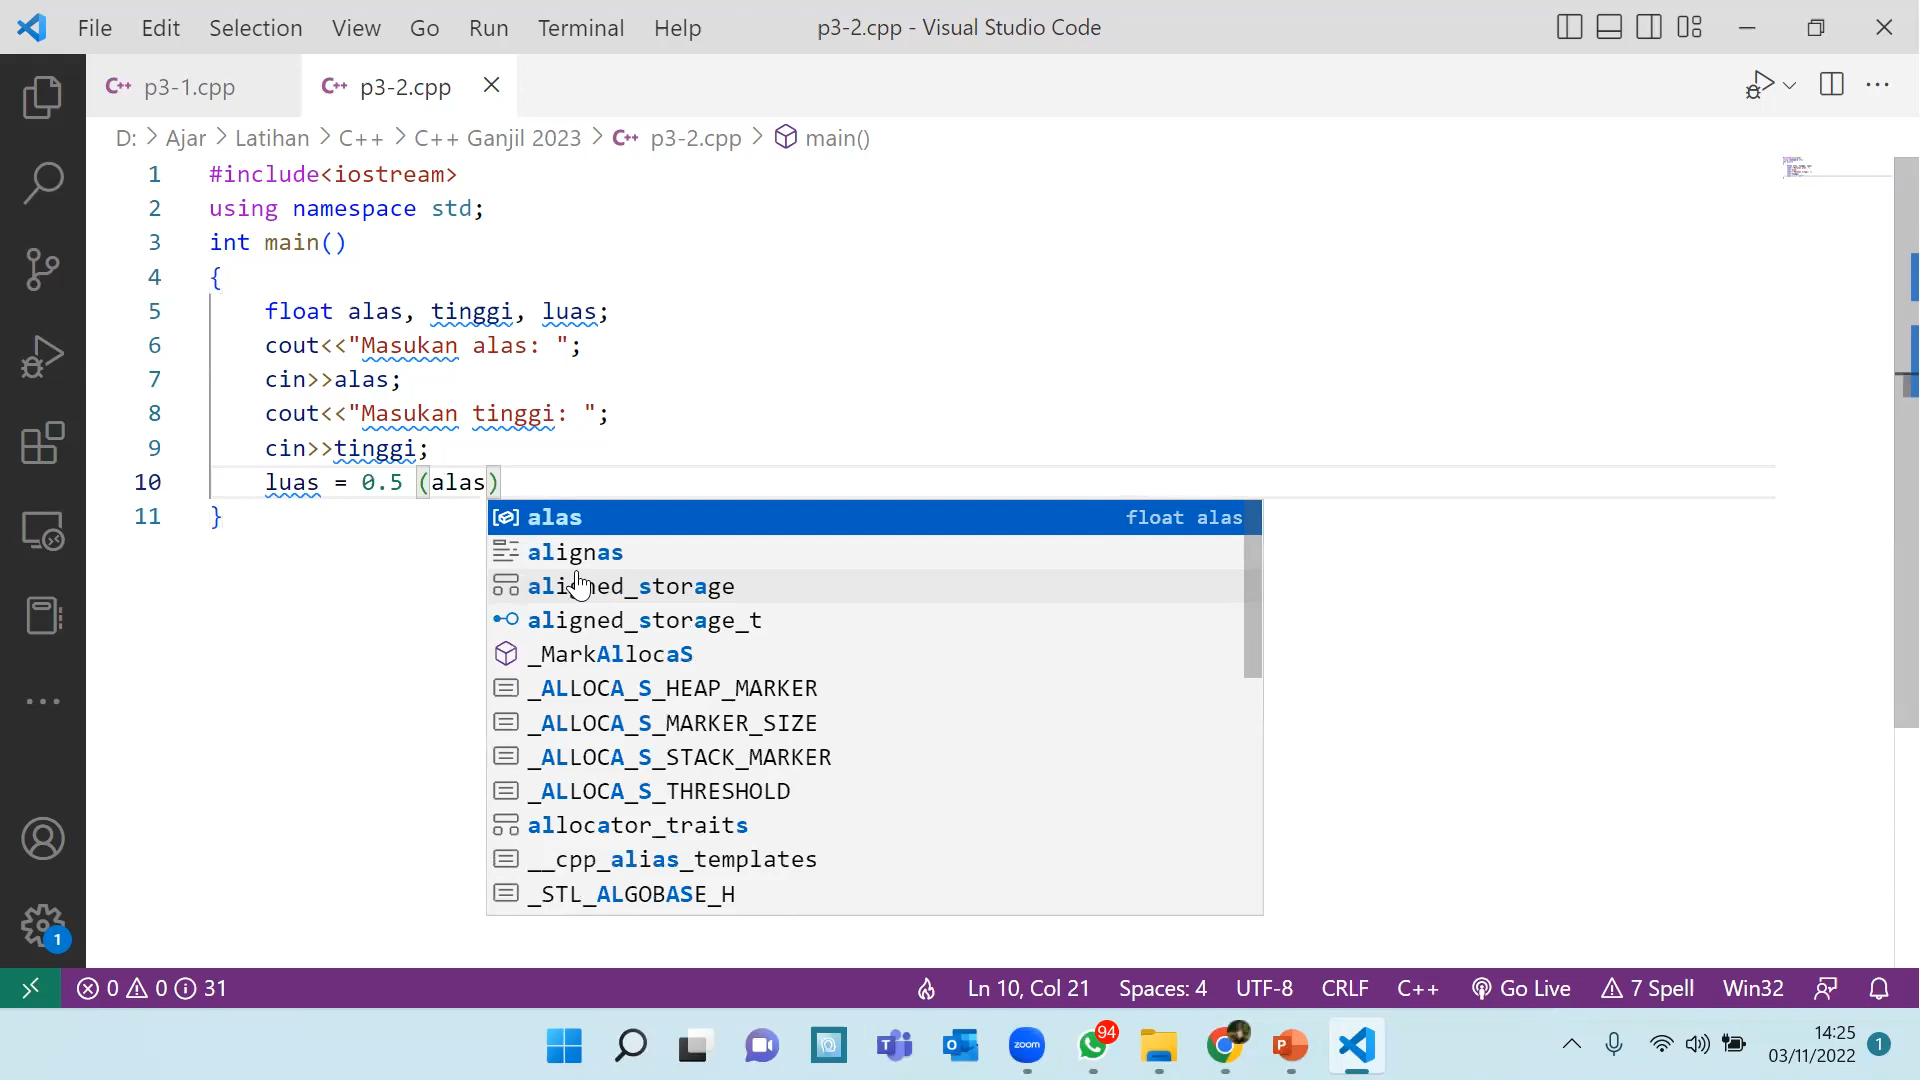 File Edit Selection View Go Run Terminal Help p3-2.cpp - Visual Studio Code
C++ p3-1.cpp C++ p3-2.cpp
D: > Ajar > Latihan > C++ > C++ Ganjil 2023 > C++ p3-2.cpp > main()
1 #include<iostream>
2 using namespace std;
3 int main()
4 {
5 float alas, tinggi, luas;
6 cout<<"Masukan alas: ";
7 cin>>alas;
8 cout<<"Masukan tinggi: ";
9 cin>>tinggi;
10 luas = 0.5 (alas)
11 }
alas float alas
alignas
aligned_storage
aligned_storage_t
_MarkAllocaS
_ALLOCA_S_HEAP_MARKER
_ALLOCA_S_MARKER_SIZE
_ALLOCA_S_STACK_MARKER
_ALLOCA_S_THRESHOLD
allocator_traits
__cpp_alias_templates
_STL_ALGOBASE_H
1
0 0 31 Ln 10, Col 21 Spaces: 4 UTF-8 CRLF C++ Go Live 7 Spell Win32
zoom 94 14:25 1
03/11/2022